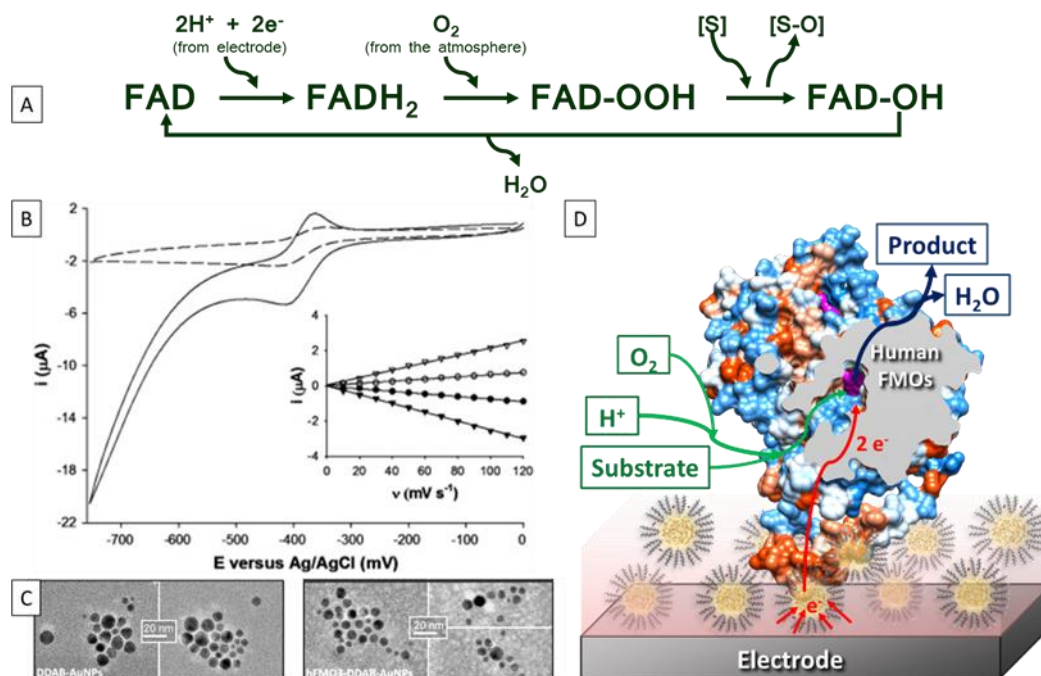 2H⁺ + 2e⁻
(from electrode)
O₂
(from the atmosphere)
[S]
[S-O]
A
FAD
FADH₂
FAD-OOH
FAD-OH
H₂O
B
2
-2
-6
-10
-14
-18
-22
i (μA)
-700
-600
-500
-400
-300
-200
-100
0
E versus Ag/AgCl (mV)
4
2
0
-2
-4
i (μA)
0
20
40
60
80
100
120
ν (mV s⁻¹)
C
20 nm
DDAB-AuNPs
20 nm
hFMO3-DDAB-AuNPs
D
Product
H₂O
Human
FMOs
O₂
H⁺
Substrate
2 e⁻
e⁻
Electrode